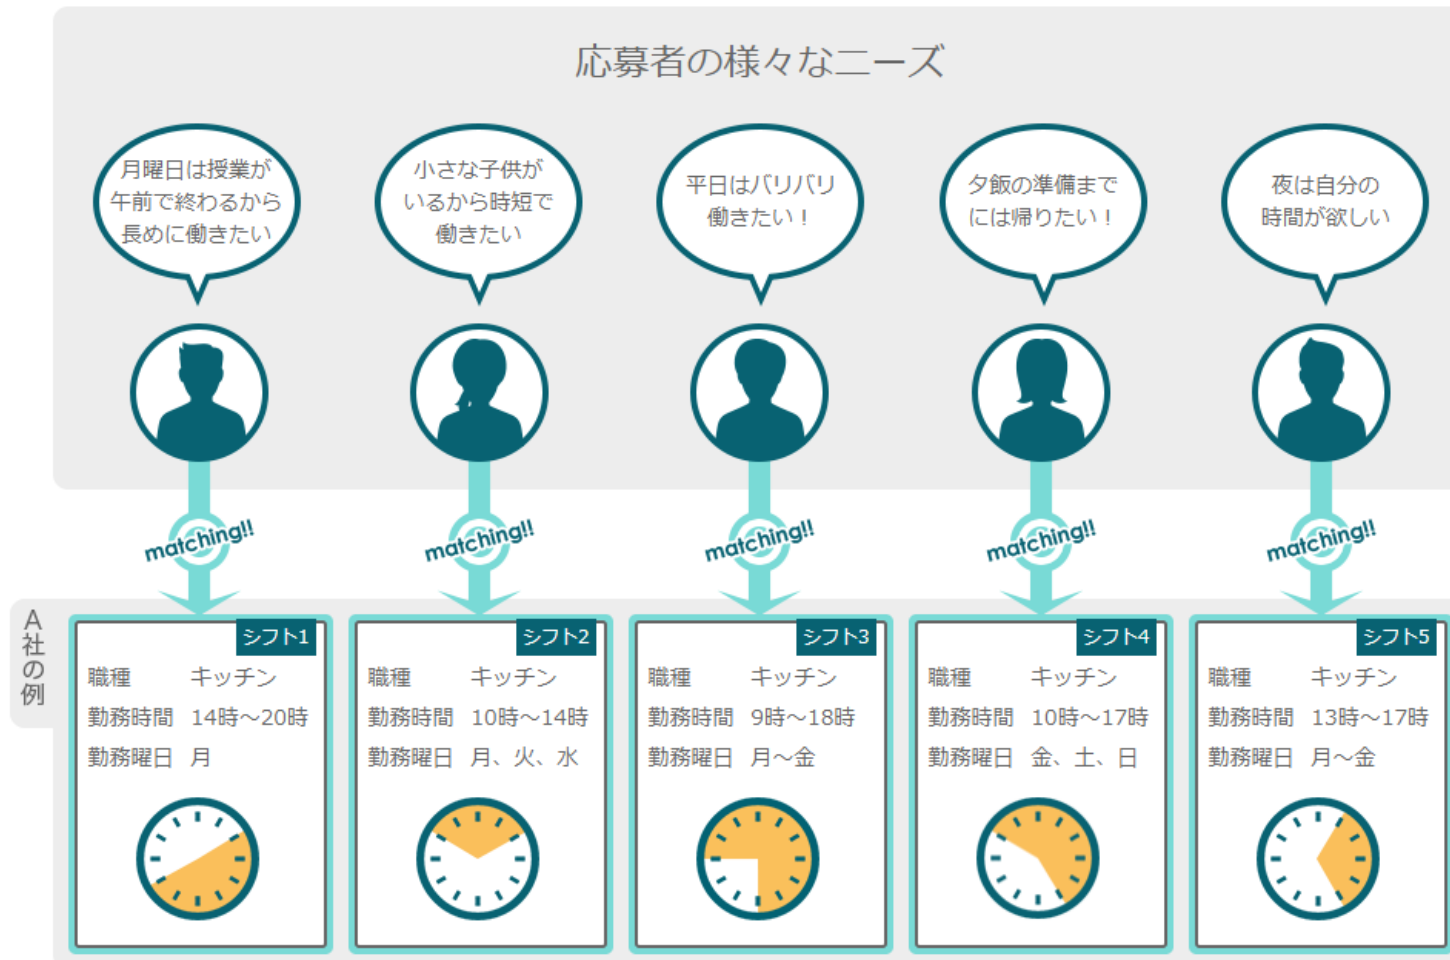 応募者の様々なニーズ
月曜日は授業が
午前で終わるから
長めに働きたい
小さな子供が
いるから時短で
働きたい
平日はバリバリ
働きたい！
夕飯の準備まで
には帰りたい！
夜は自分の
時間が欲しい
matching!!
matching!!
matching!!
matching!!
matching!!
A社の例
シフト1
職種 キッチン
勤務時間 14時～20時
勤務曜日 月
シフト2
職種 キッチン
勤務時間 10時～14時
勤務曜日 月、火、水
シフト3
職種 キッチン
勤務時間 9時～18時
勤務曜日 月～金
シフト4
職種 キッチン
勤務時間 10時～17時
勤務曜日 金、土、日
シフト5
職種 キッチン
勤務時間 13時～17時
勤務曜日 月～金